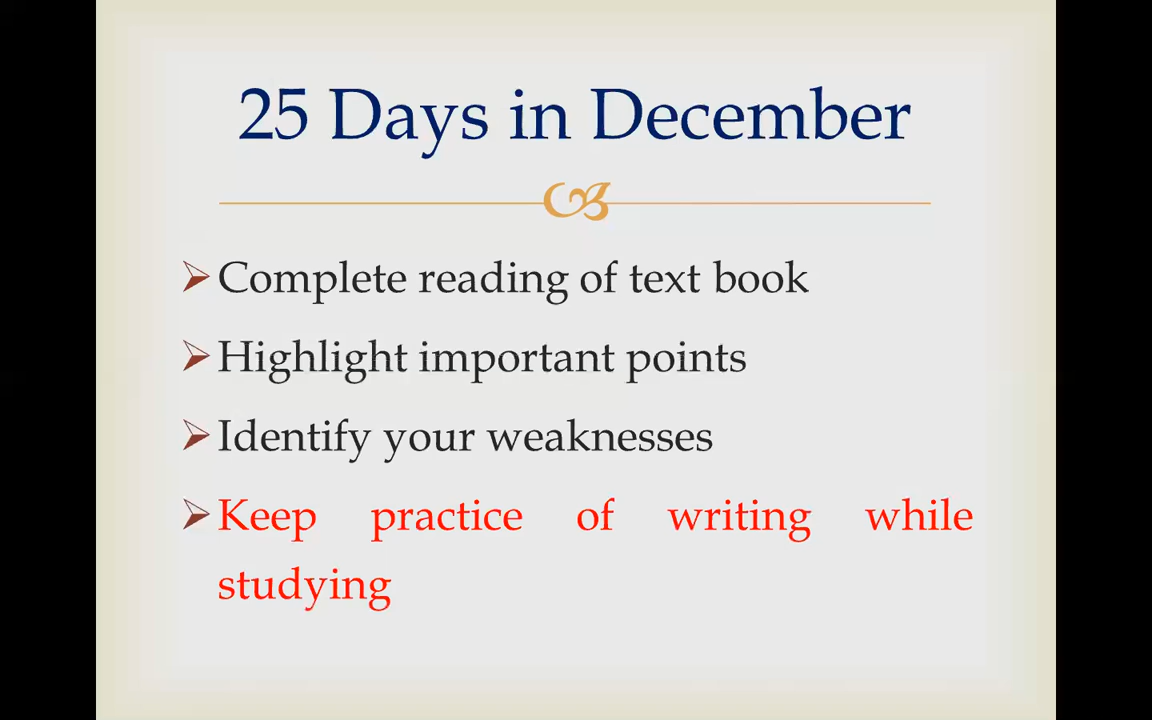 25 Days in December
Complete reading of text book
Highlight important points
Identify your weaknesses
Keep practice of writing while
studying